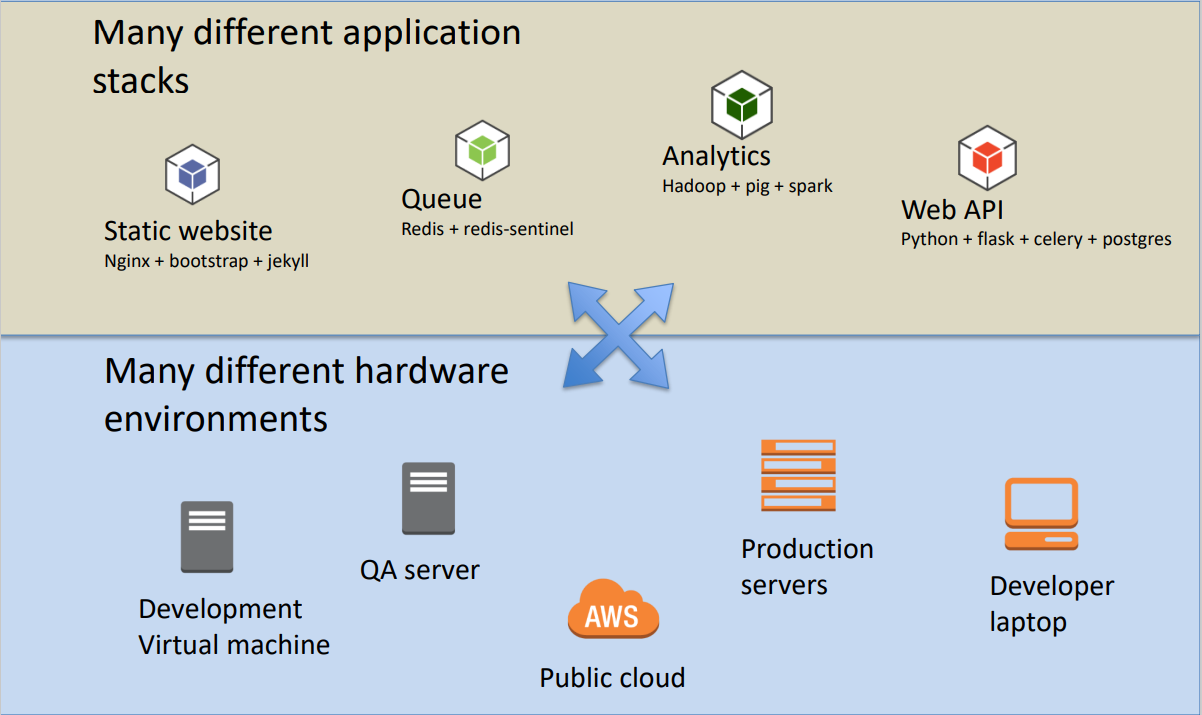 Many different application
stacks
Analytics
Hadoop + pig + spark
Queue
Redis + redis-sentinel
Web API
Python + flask + celery + postgres
Static website
Nginx + bootstrap + jekyll
Many different hardware
environments
Production
servers
QA server
Developer
laptop
Development
Virtual machine
AWS
Public cloud